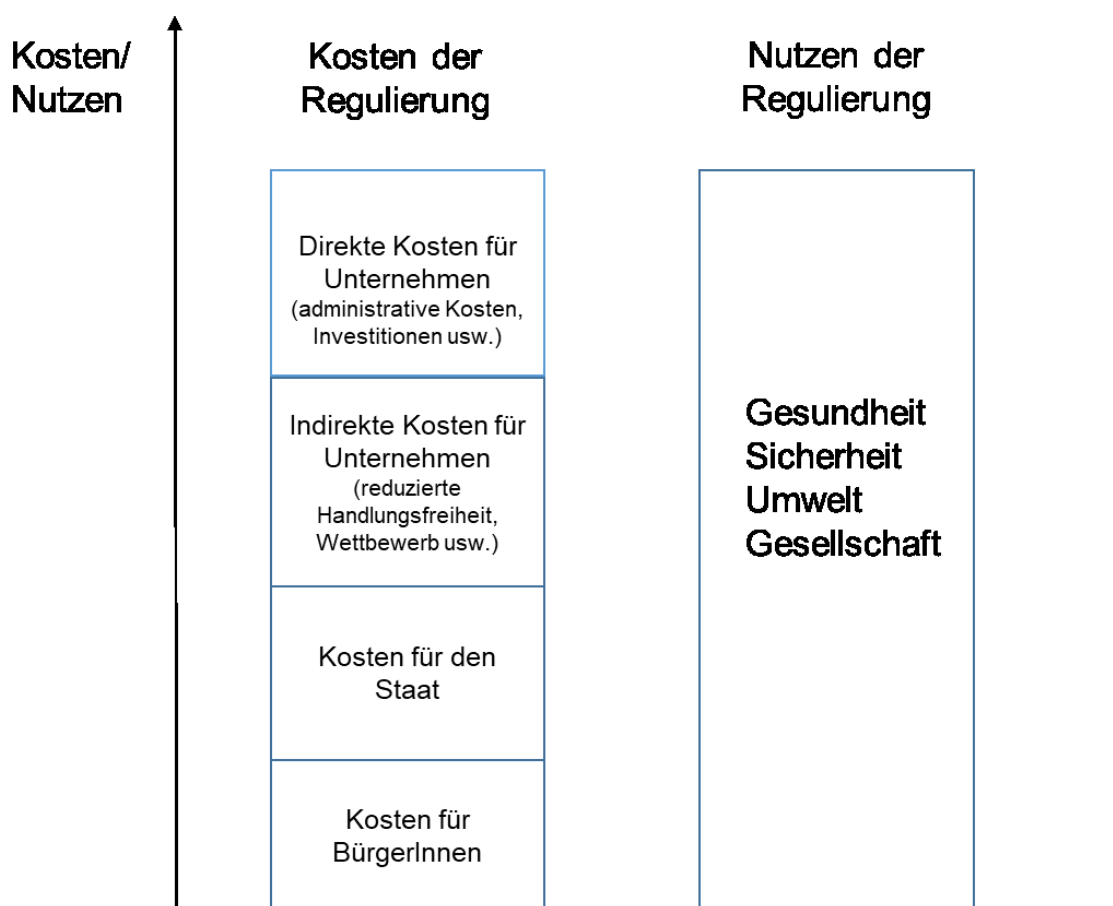 Kosten/
Nutzen
Kosten der
Regulierung
Nutzen der
Regulierung
Direkte Kosten für
Unternehmen
(administrative Kosten,
Investitionen usw.)
Indirekte Kosten für
Unternehmen
(reduzierte
Handlungsfreiheit,
Wettbewerb usw.)
Kosten für den
Staat
Kosten für
BürgerInnen
Gesundheit
Sicherheit
Umwelt
Gesellschaft